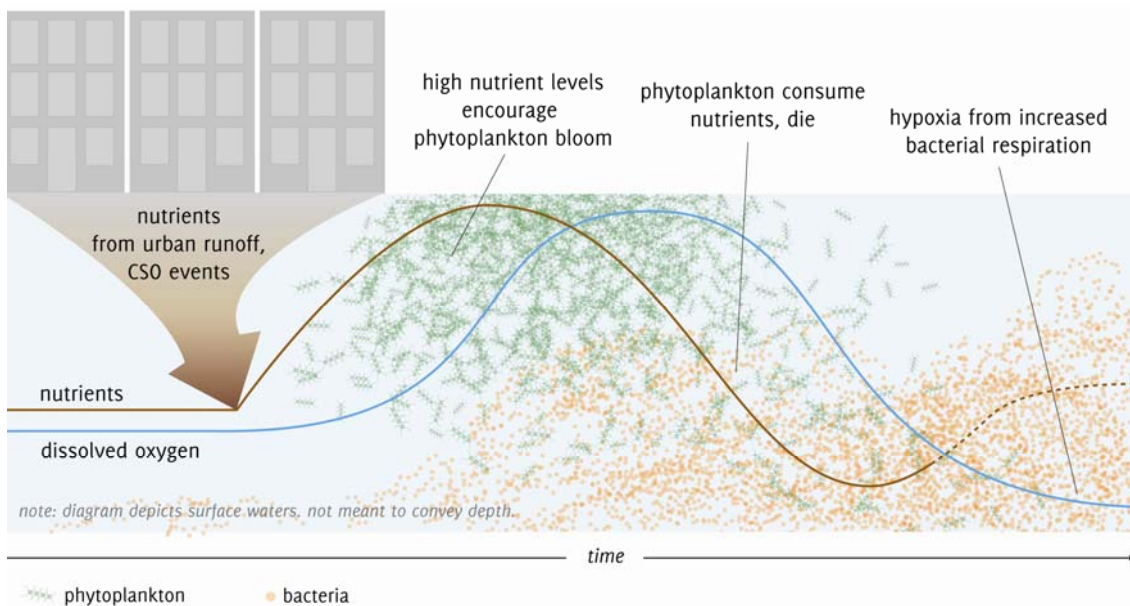 high nutrient levels
encourage
phytoplankton bloom
phytoplankton consume
nutrients, die
hypoxia from increased
bacterial respiration
nutrients
from urban runoff,
CSO events
nutrients
dissolved oxygen
note: diagram depicts surface waters, not meant to convey depth.
time
phytoplankton
bacteria